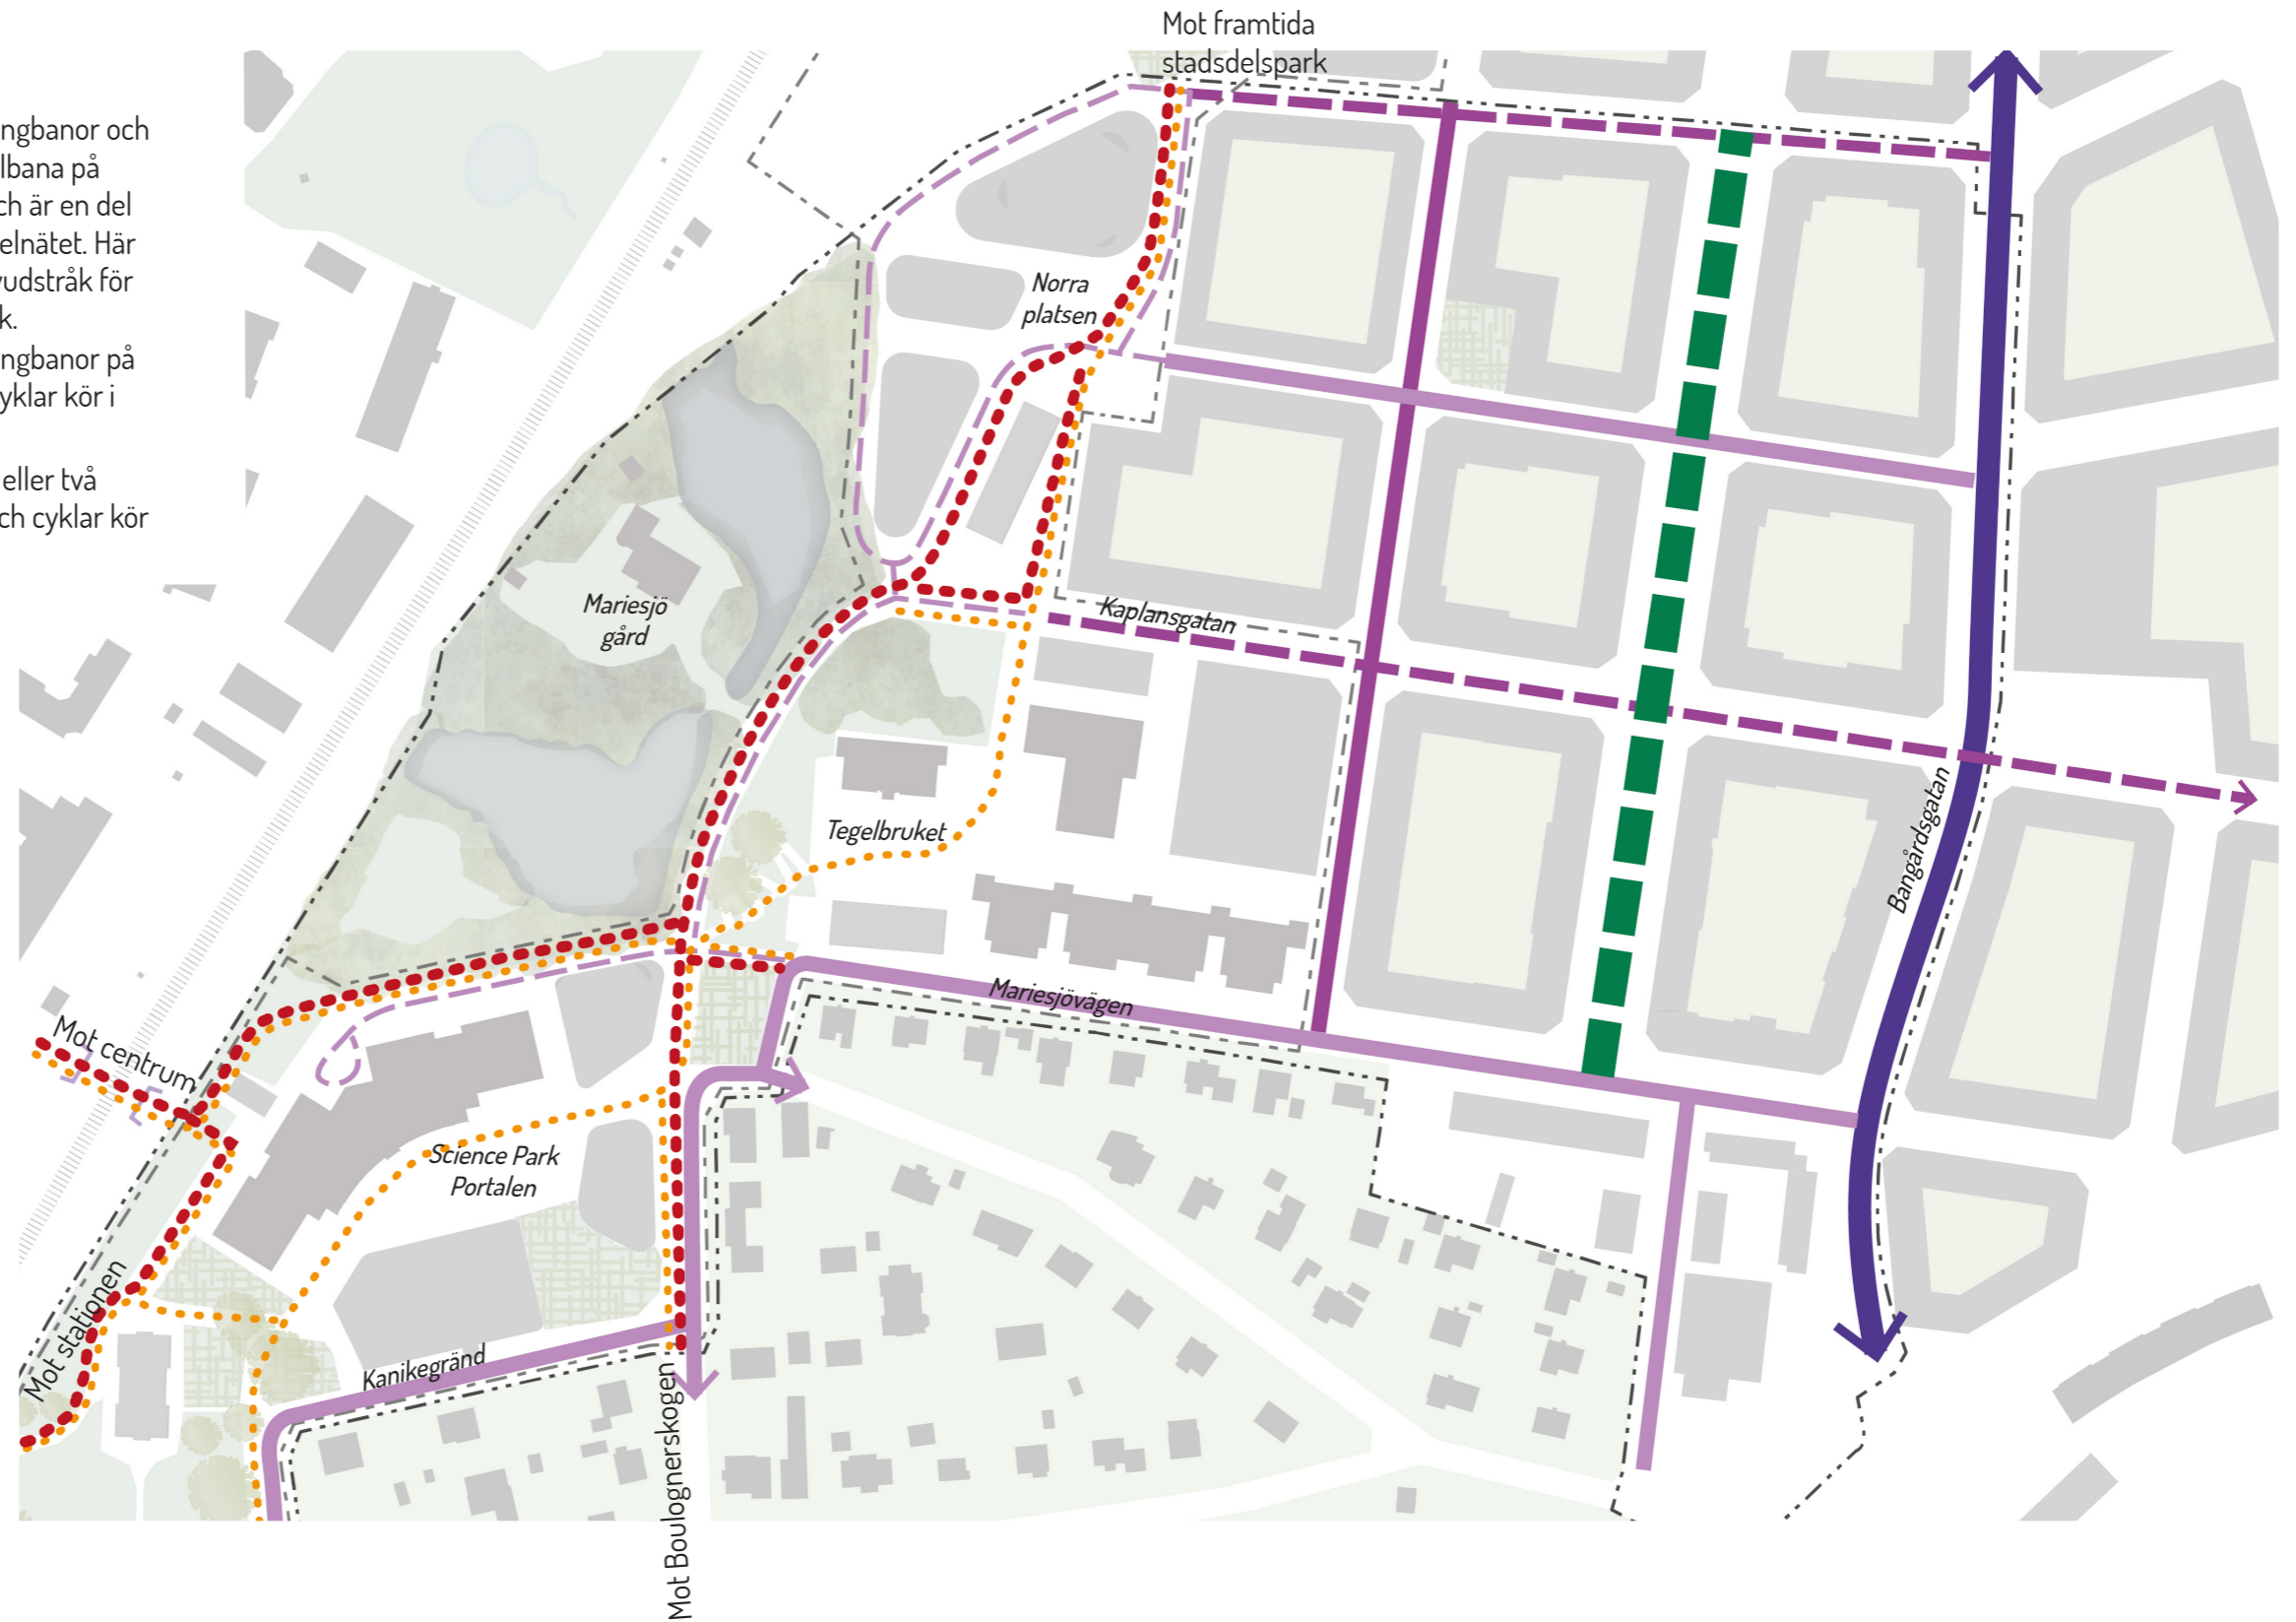 Mot framtida
stadsdelspark
ngbanor och
lbana på
ch är en del
elnätet. Här
vudstråk för
k.
ngbanor på
yklar kör i
eller två
ch cyklar kör
Norra
platsen
Mariesjö
gård
Kaplansgatan
Tegelbruket
Bangårdsgatan
Mariesjövägen
Mot centrum
Science Park
Portalen
Mot stationen
Kanikegränd
Mot Boulognerskogen